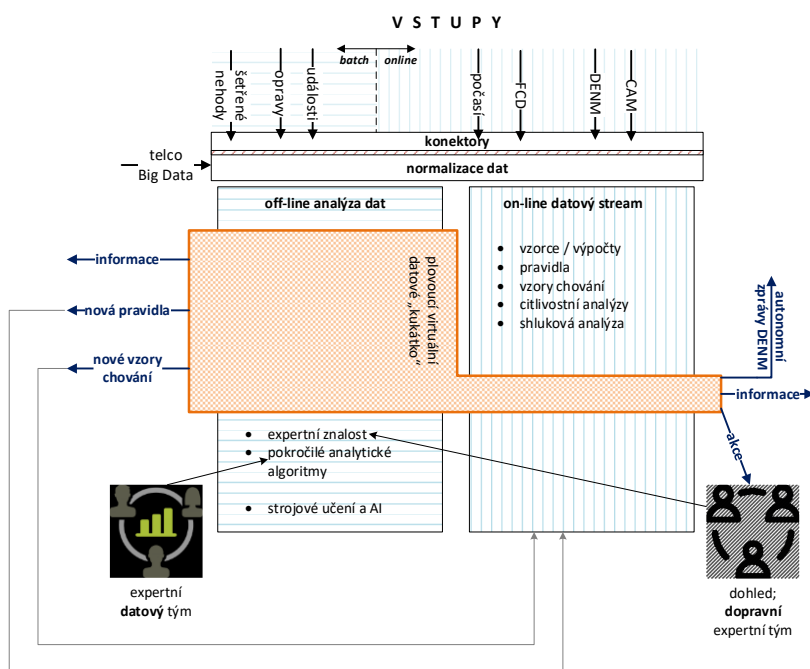 V S T U P Y
batch
online
šetřené
nehody
opravy
události
počasí
FCD
DENM
CAM
konektory
telco
Big Data
normalizace dat
off-line analýza dat
on-line datový stream
informace
nová pravidla
nové vzory
chování
plovoucí virtuální
datové „kukátko“
• vzorce / výpočty
• pravidla
• vzory chování
• citlivostní analýzy
• shluková analýza
autonomní
zprávy DENM
informace
akce
• expertní znalost
• pokročilé analytické
algoritmy
• strojové učení a AI
expertní
datový tým
dohled;
dopravní
expertní tým